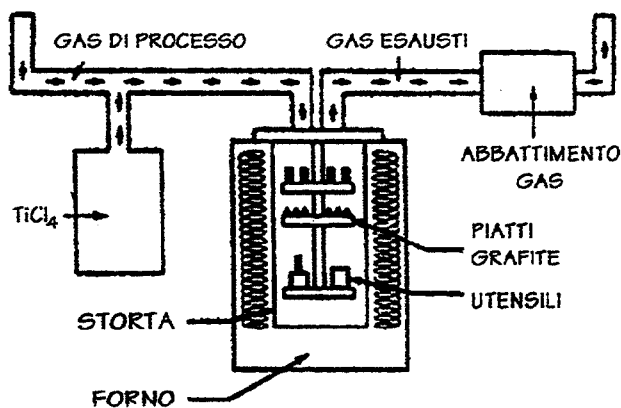 GAS DI PROCESSO
GAS ESAUSTI
ABBATTIMENTO
GAS
TiCl4
PIATTI
GRAFITE
UTENSILI
STORTA
FORNO